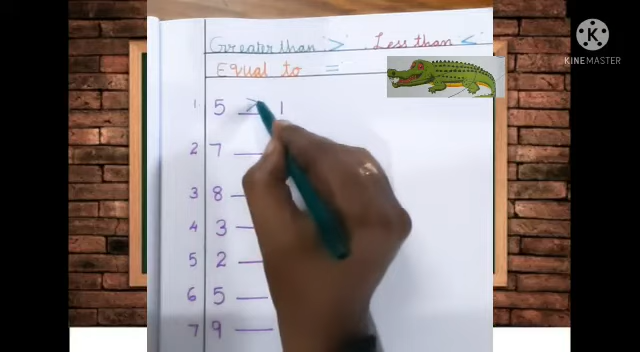 Greater than > Less than <
Equal to =
1 5 > 1
2 7
3 8
4 3
5 2
6 5
7 9
K
KINEMASTER